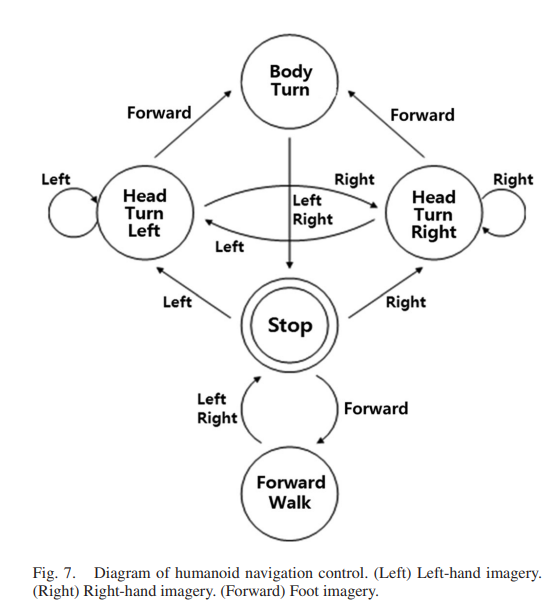 Body
Turn
Forward
Forward
Left
Right
Right
Head
Turn
Left
Left
Right
Head
Turn
Right
Left
Left
Right
Stop
Left
Right
Forward
Forward
Walk
Fig. 7. Diagram of humanoid navigation control. (Left) Left-hand imagery.
(Right) Right-hand imagery. (Forward) Foot imagery.